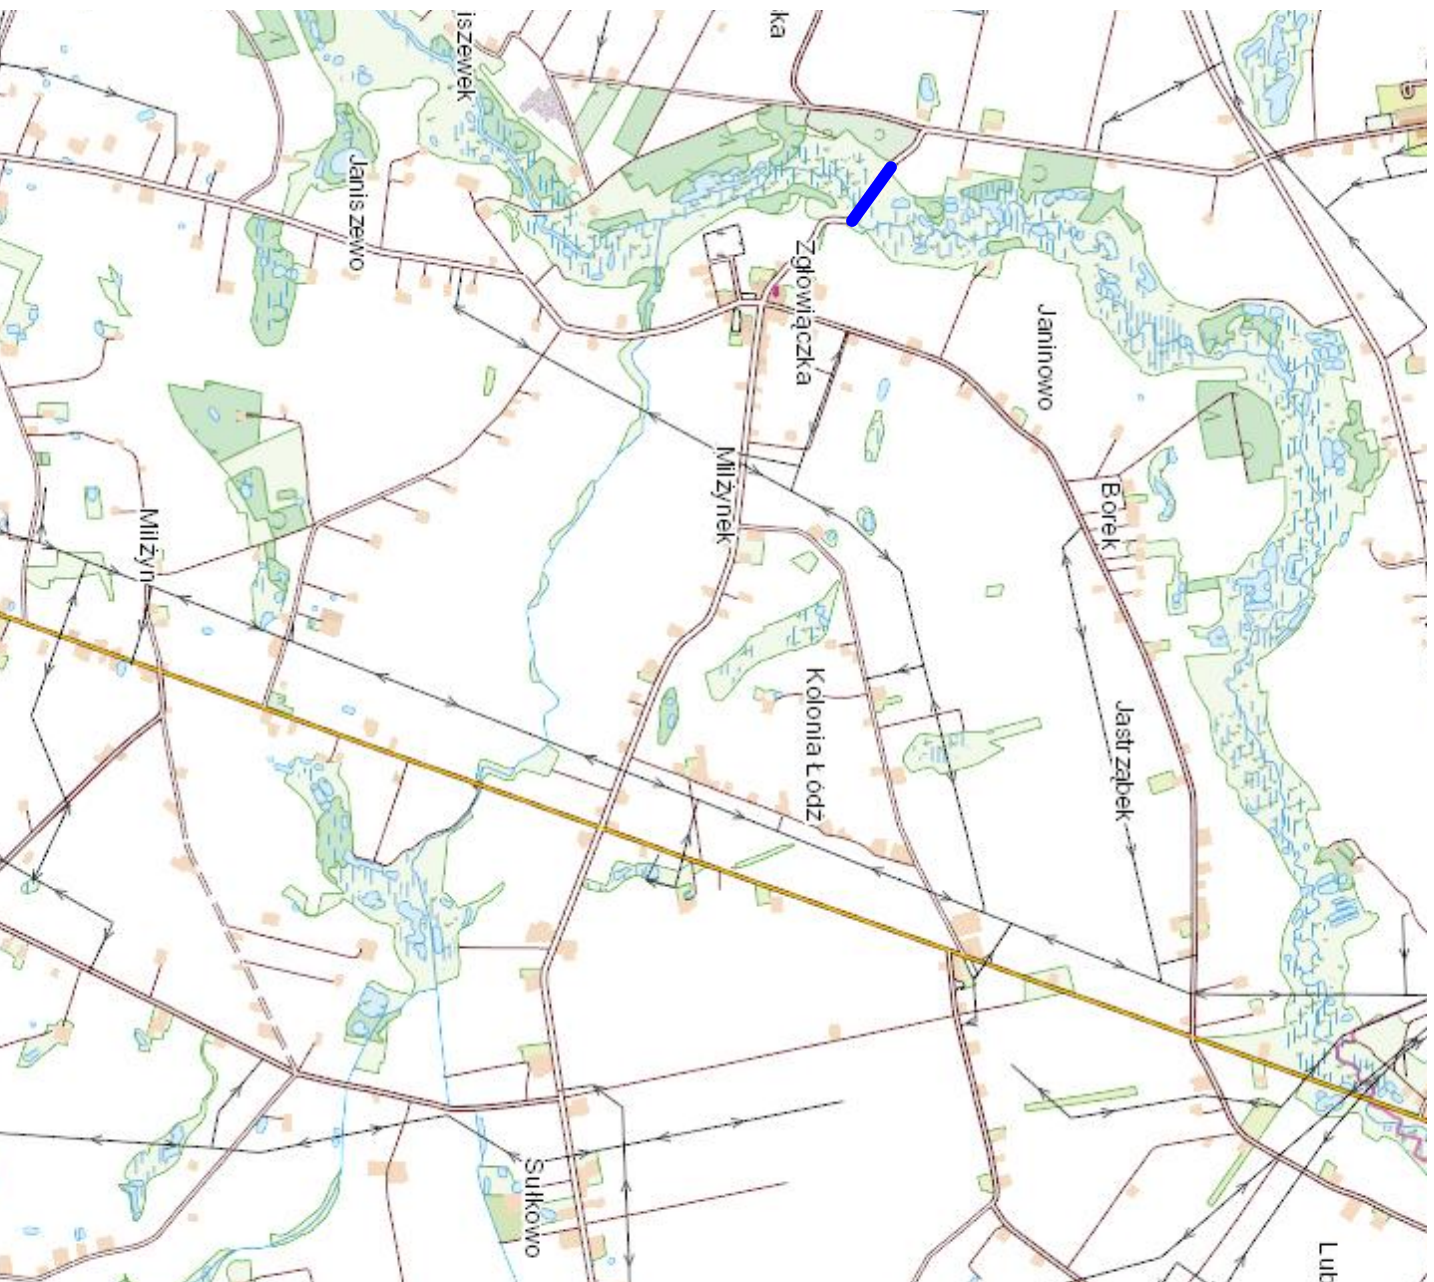 iszewek
ka
e
Janiszewo
Zgłowiączka
Janinowo
Milżynek
Borek
Milżyn
Kolonia Łódź
Jastrząbek
Sułkowo
Lub